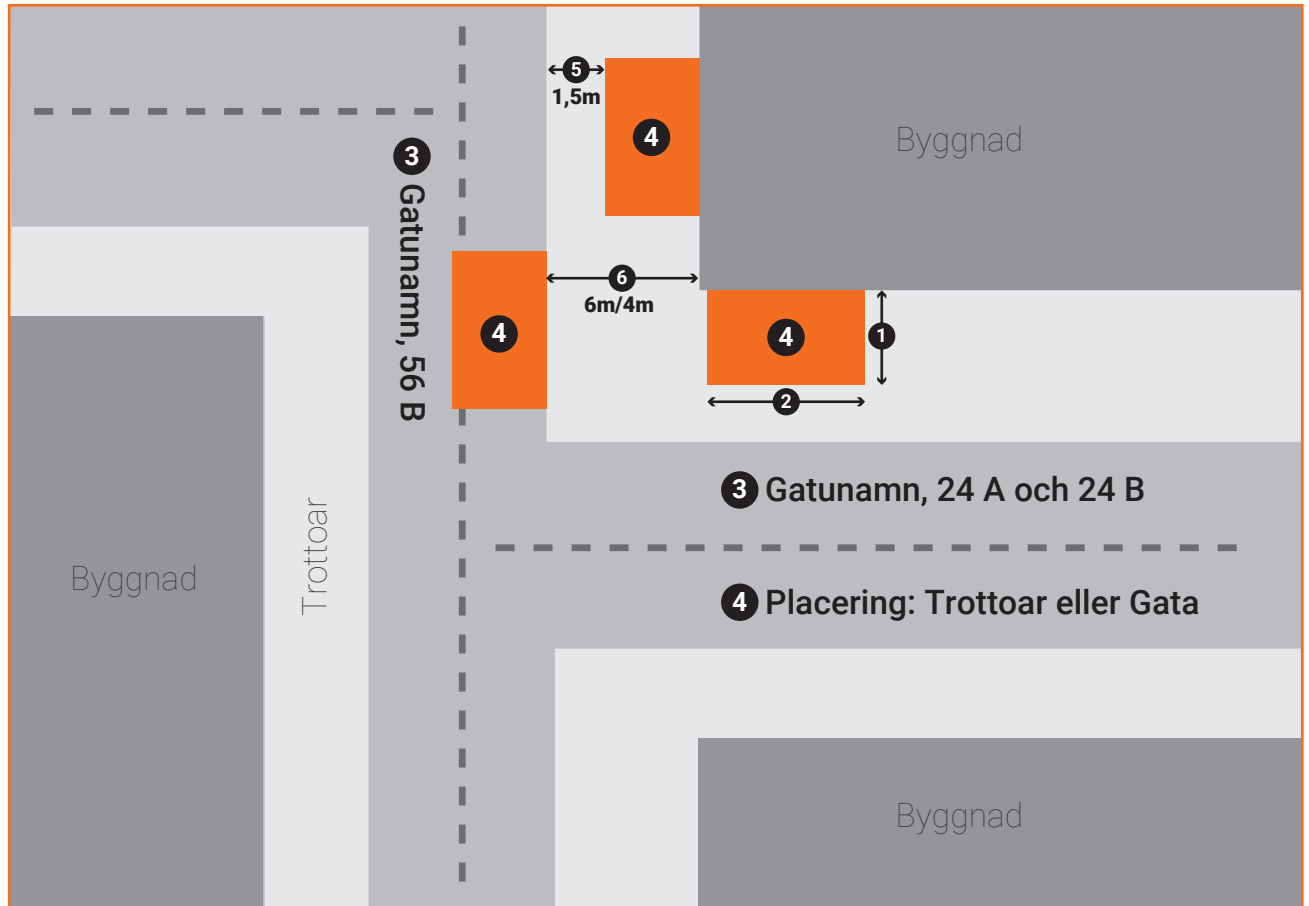 5
1,5m
4
Byggnad
3 Gatunamn, 56 B
6
6m/4m
4
4
1
2
3 Gatunamn, 24 A och 24 B
Byggnad
Trottoar
4 Placering: Trottoar eller Gata
Byggnad